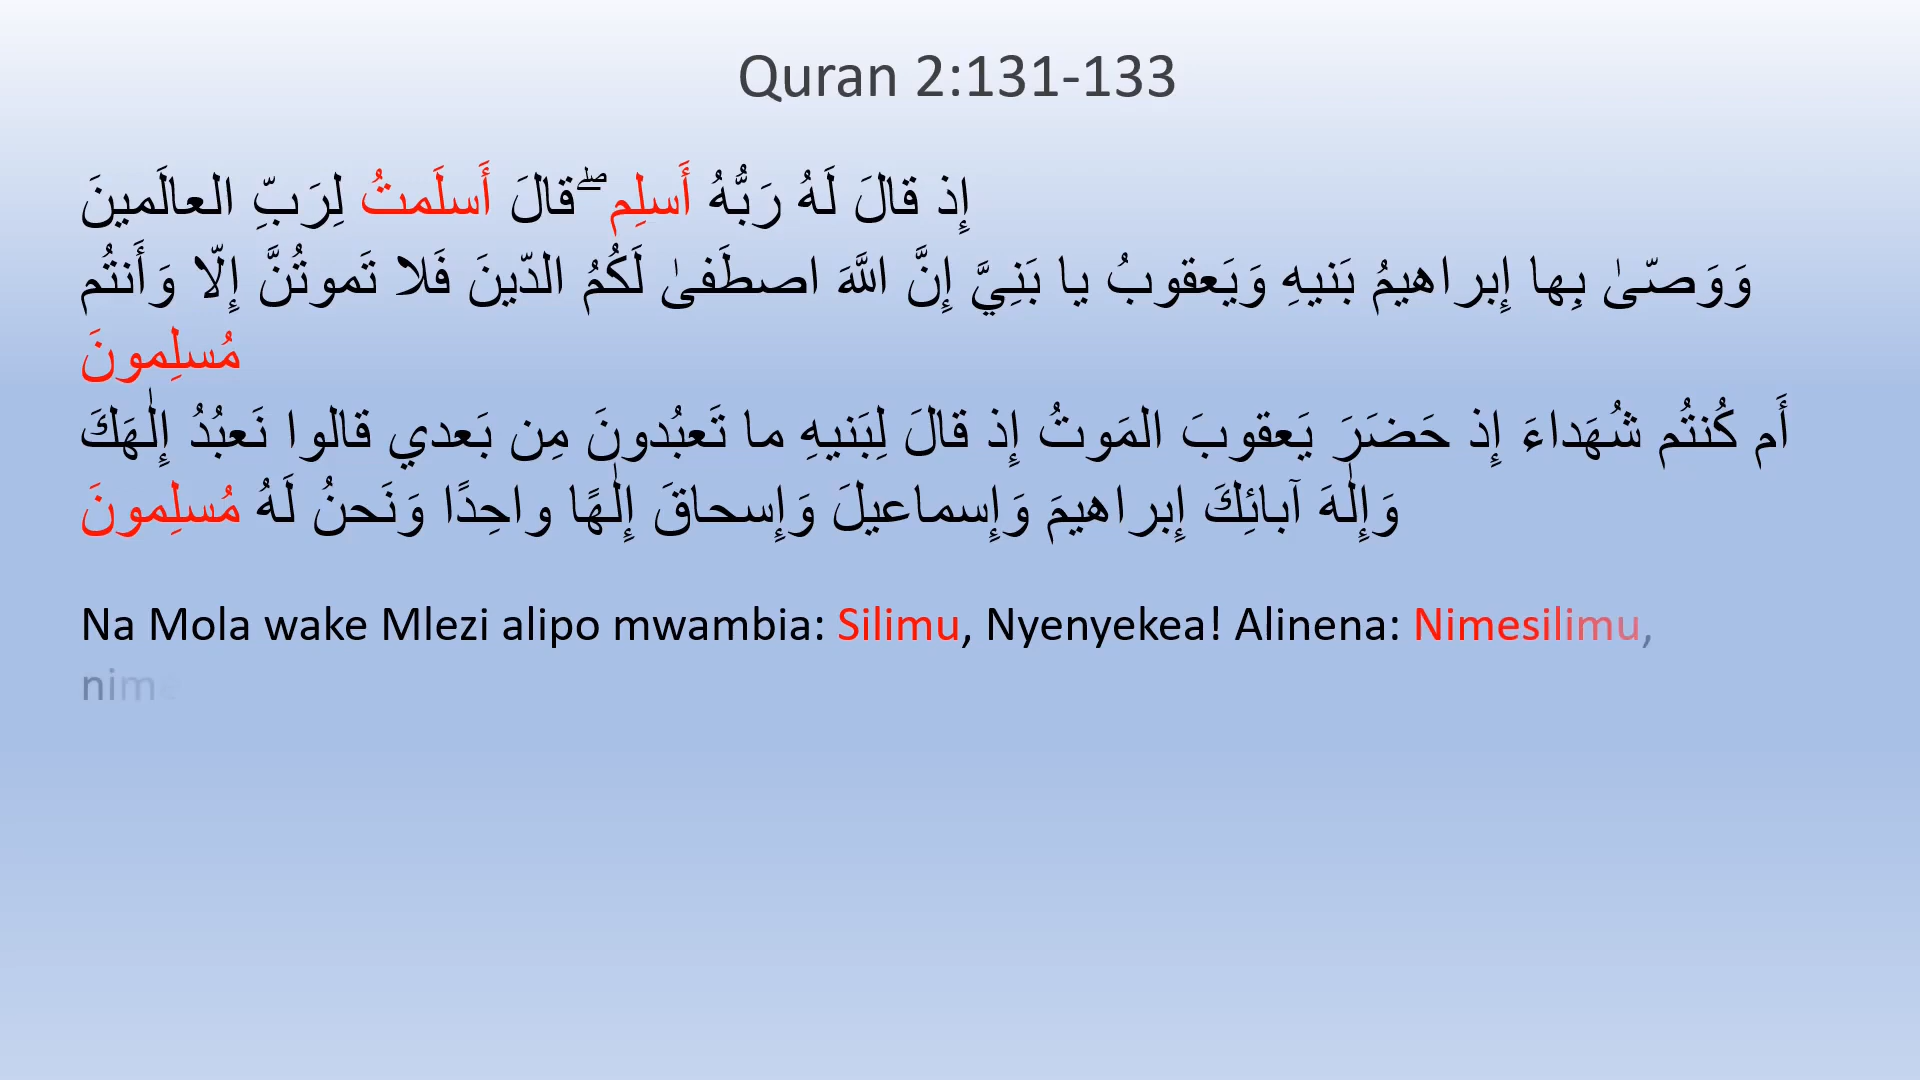 Quran 2:131-133
إِذ قالَ لَهُ رَبُّهُ أَسلِم ۖ قالَ أَسلَمتُ لِرَبِّ العالَمينَ
وَوَصّىٰ بِها إِبراهيمُ بَنيهِ وَيَعقوبُ يا بَنِيَّ إِنَّ اللَّهَ اصطَفىٰ لَكُمُ الدّينَ فَلا تَموتُنَّ إِلّا وَأَنتُم
مُسلِمونَ
أَم كُنتُم شُهَداءَ إِذ حَضَرَ يَعقوبَ المَوتُ إِذ قالَ لِبَنيهِ ما تَعبُدونَ مِن بَعدي قالوا نَعبُدُ إِلٰهَكَ
وَإِلٰهَ آبائِكَ إِبراهيمَ وَإِسماعيلَ وَإِسحاقَ إِلٰهًا واحِدًا وَنَحنُ لَهُ مُسلِمونَ
Na Mola wake Mlezi alipo mwambia: Silimu, Nyenyekea! Alinena: Nimesilimu,